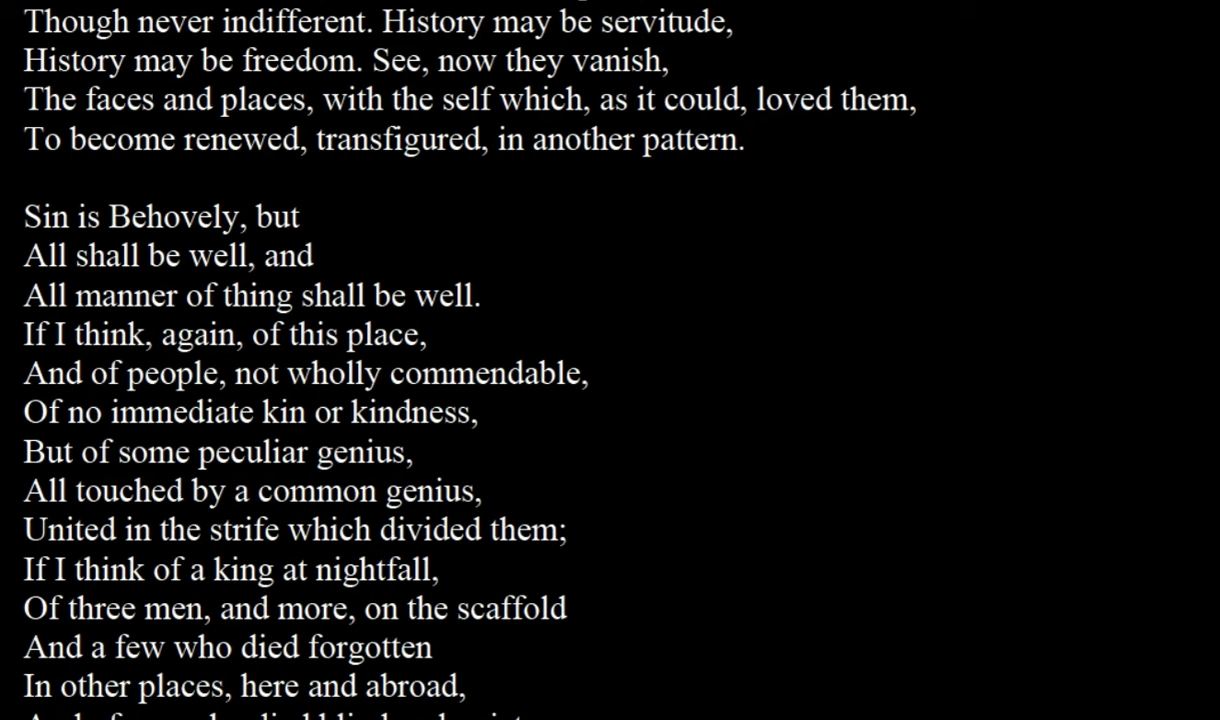 Though never indifferent. History may be servitude,
History may be freedom. See, now they vanish,
The faces and places, with the self which, as it could, loved them,
To become renewed, transfigured, in another pattern.
Sin is Behovely, but
All shall be well, and
All manner of thing shall be well.
If I think, again, of this place,
And of people, not wholly commendable,
Of no immediate kin or kindness,
But of some peculiar genius,
All touched by a common genius,
United in the strife which divided them;
If I think of a king at nightfall,
Of three men, and more, on the scaffold
And a few who died forgotten
In other places, here and abroad,